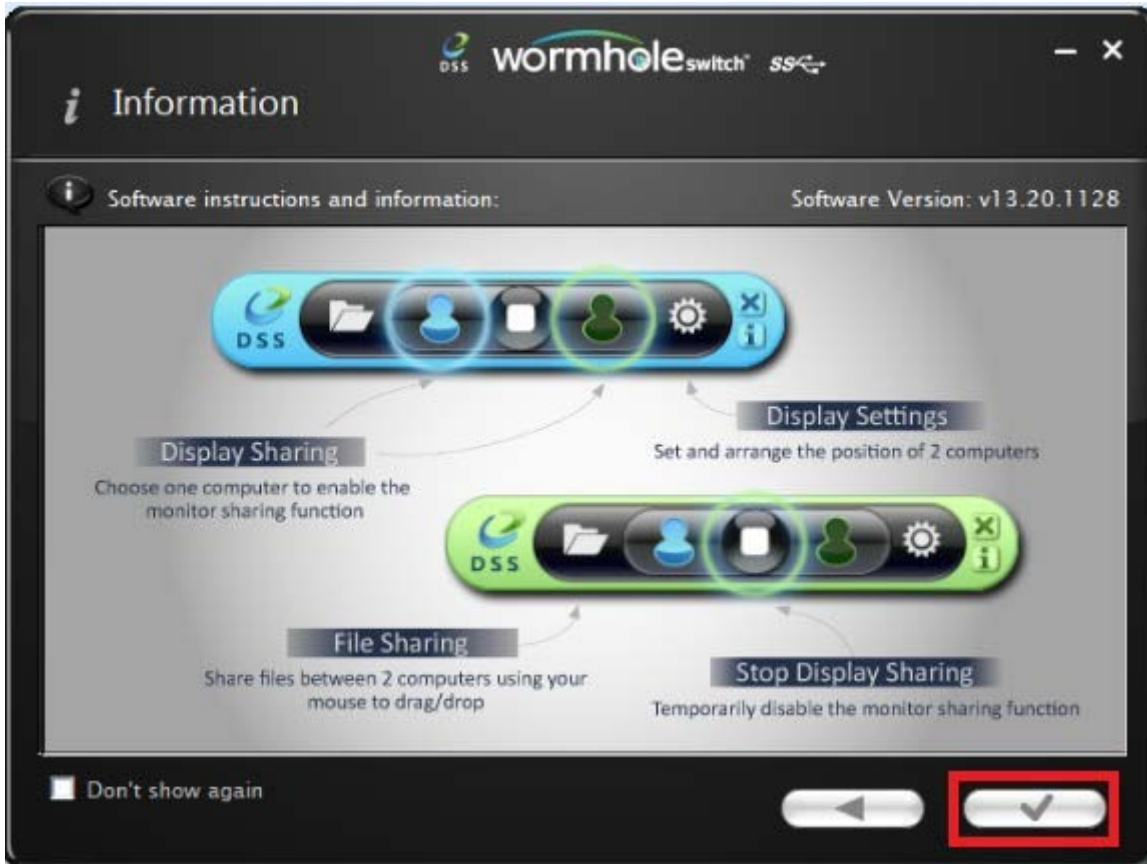 DSS wormhole switch™ SS
i Information
i Software instructions and information: Software Version: v13.20.1128
DSS X i
Display Sharing
Choose one computer to enable the
monitor sharing function
Display Settings
Set and arrange the position of 2 computers
DSS X i
File Sharing
Share files between 2 computers using your
mouse to drag/drop
Stop Display Sharing
Temporarily disable the monitor sharing function
Don't show again